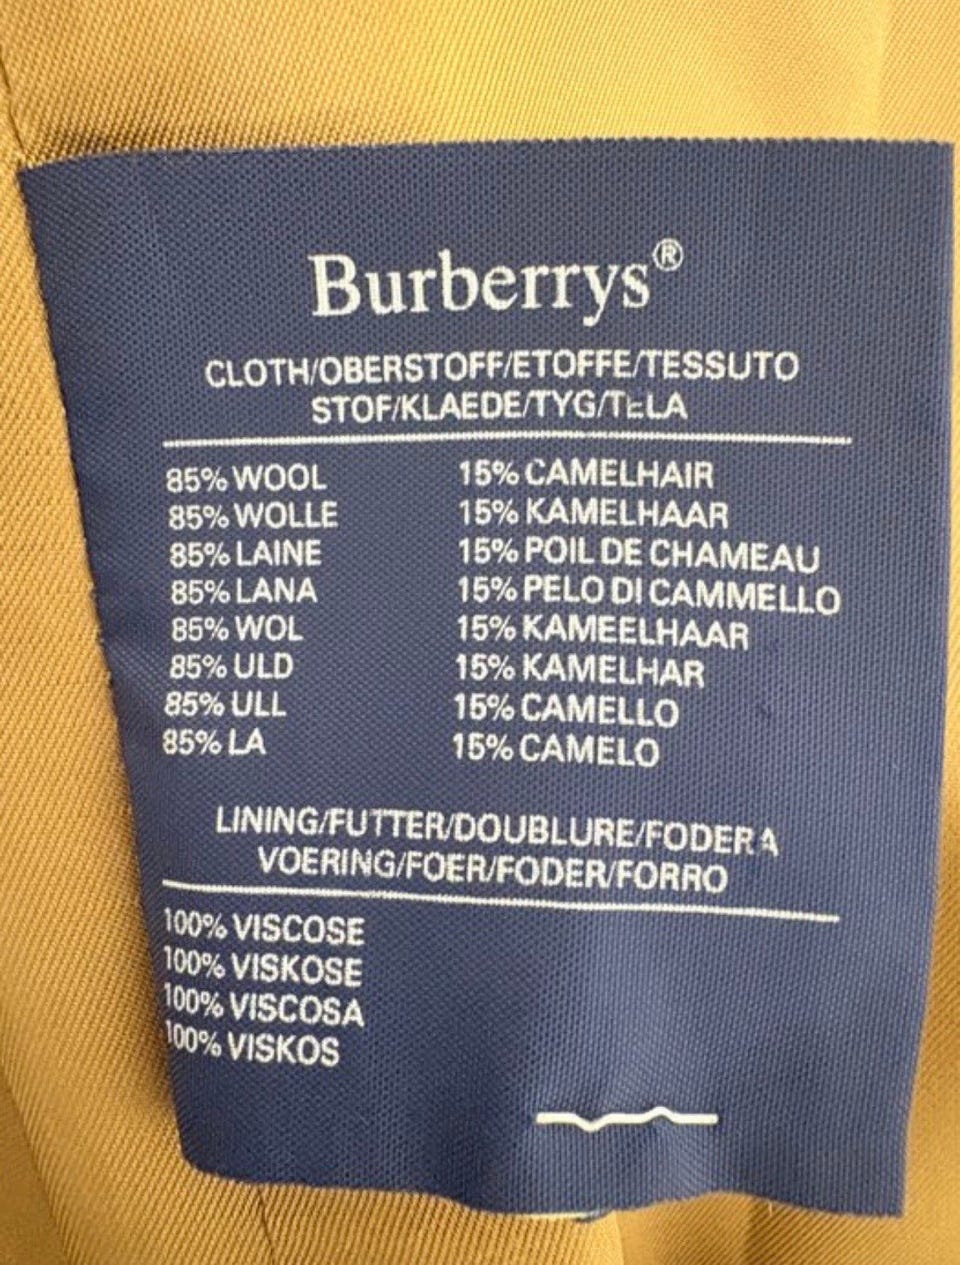 Burberrys®
CLOTH/OBERSTOFF/ETOFFE/TESSUTO
STOF/KLAEDE/TYG/TELA
85% WOOL 15% CAMELHAIR
85% WOLLE 15% KAMELHAAR
85% LAINE 15% POIL DE CHAMEAU
85% LANA 15% PELO DI CAMMELLO
85% WOL 15% KAMEELHAAR
85% ULD 15% KAMELHAR
85% ULL 15% CAMELLO
85% LA 15% CAMELO
LINING/FUTTER/DOUBLURE/FODERA
VOERING/FOER/FODER/FORRO
100% VISCOSE
100% VISKOSE
100% VISCOSA
100% VISKOS